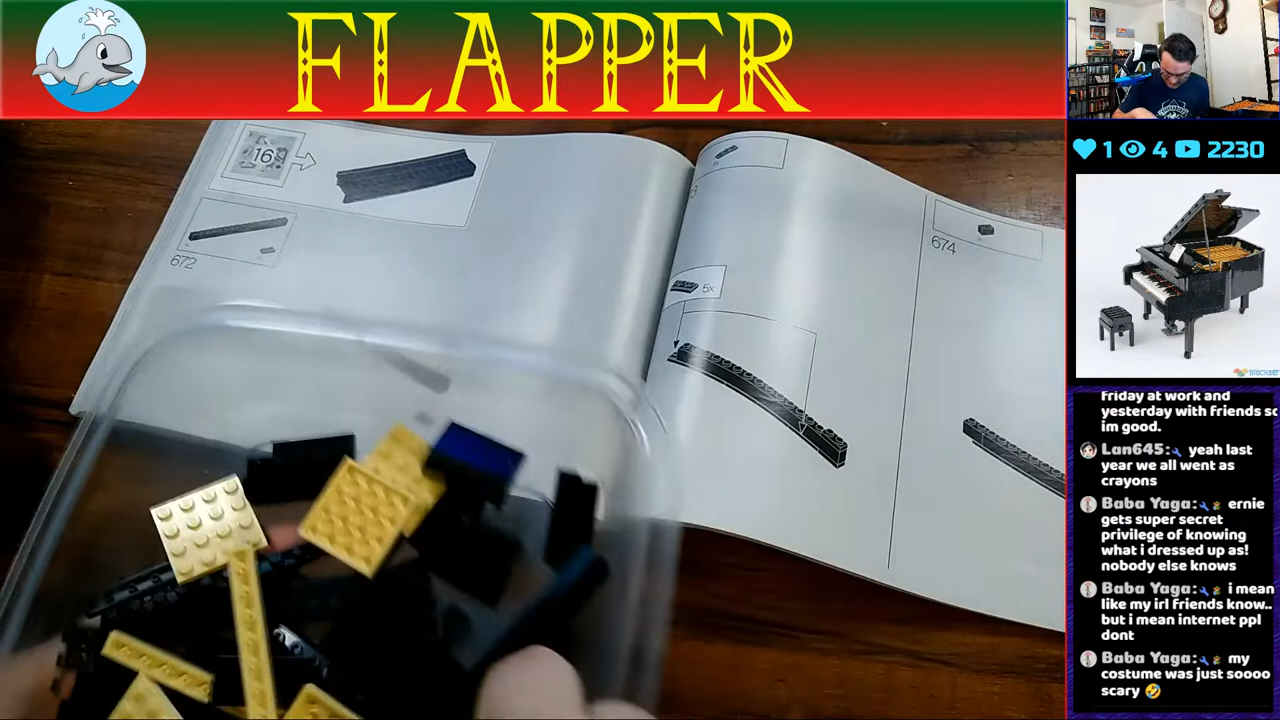 FLAPPER
1 4 2230
16
672
5x
674
BRICKSET
friday at work and
yesterday with friends so
im good.
Lan645: yeah last
year we all went as
crayons
Baba Yaga: ernie
gets super secret
privilege of knowing
what i dressed up as!
nobody else knows
Baba Yaga: i mean
like my irl friends know..
but i mean internet ppl
dont
Baba Yaga: my
costume was just soooo
scary 🤣